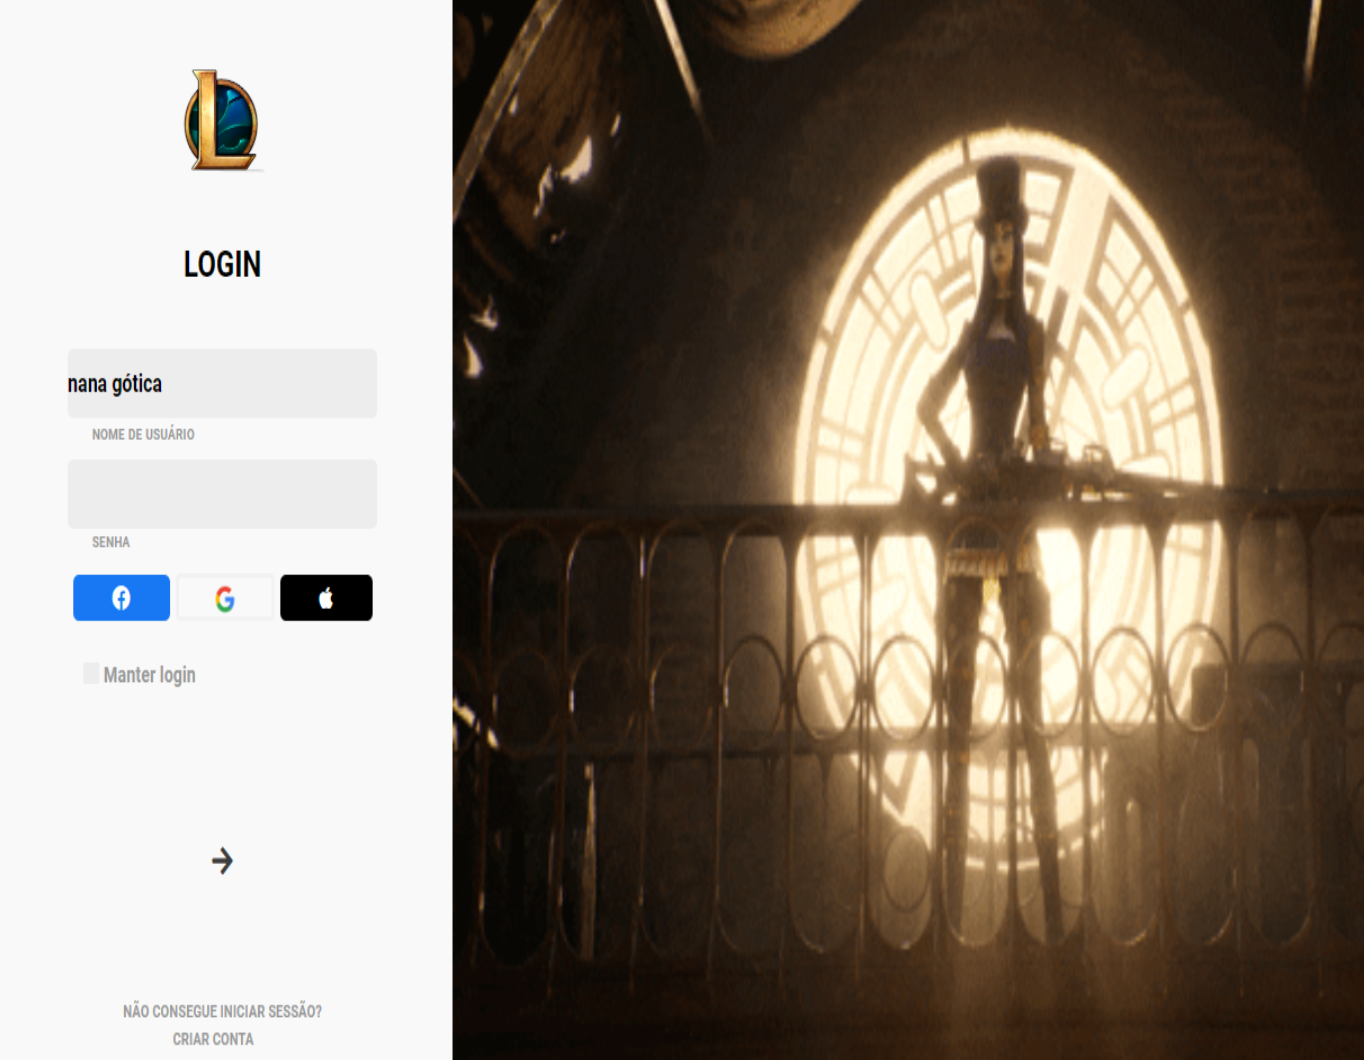 LOGIN
nana gótica
NOME DE USUÁRIO
SENHA
Manter login
NÃO CONSEGUE INICIAR SESSÃO?
CRIAR CONTA